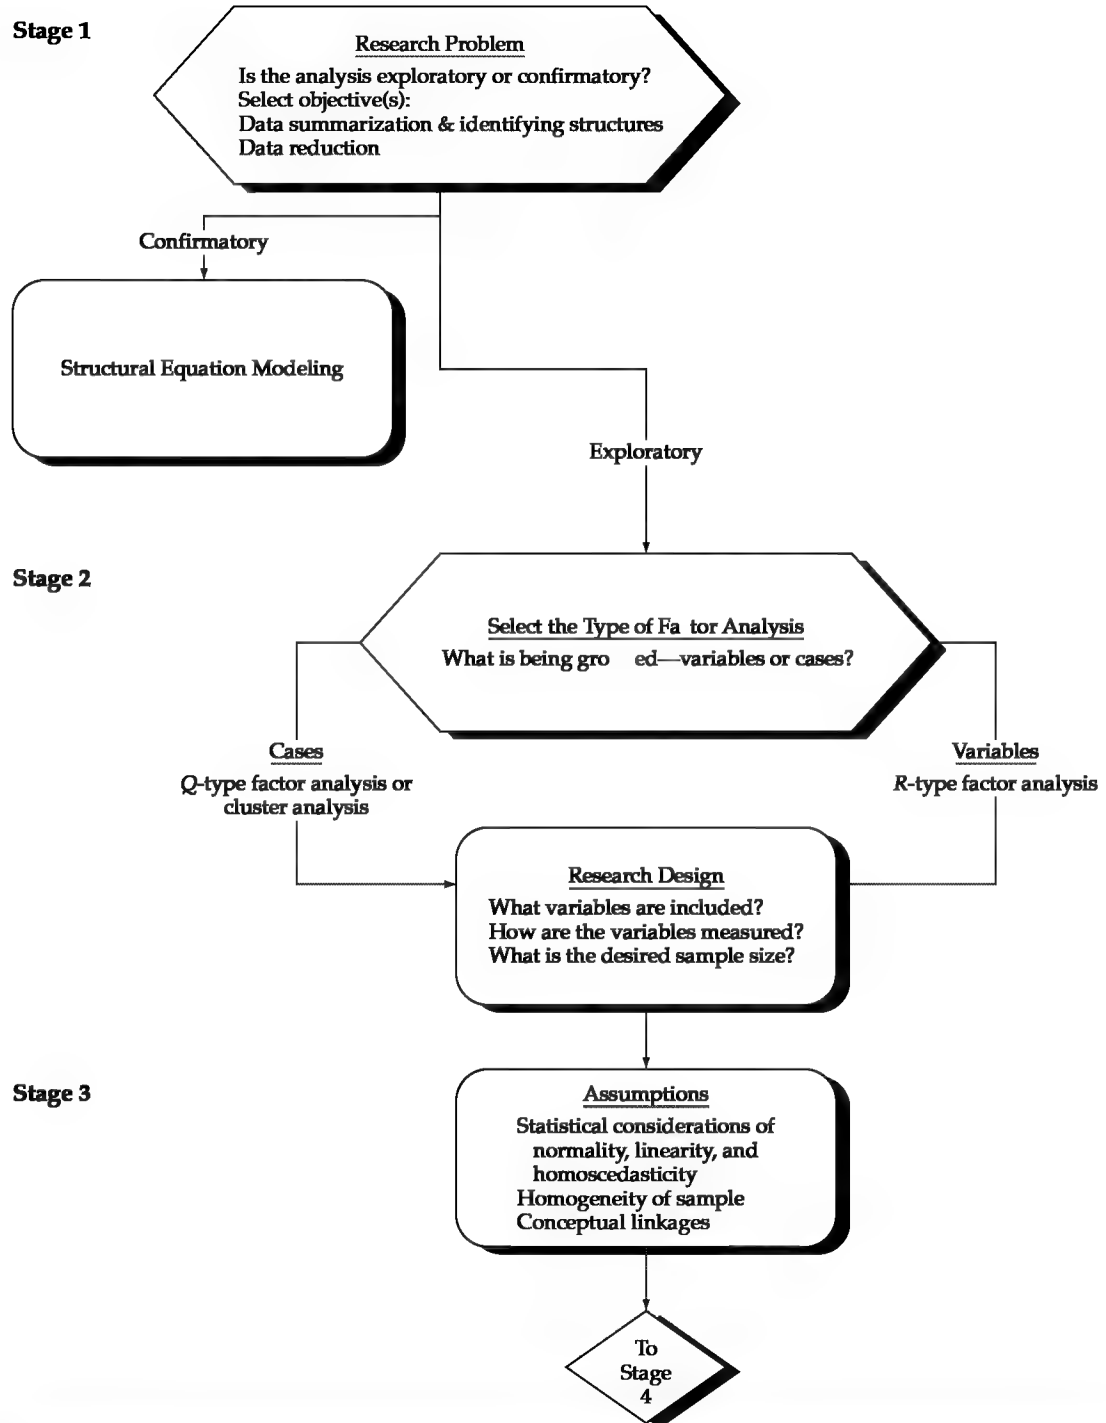 Stage 1
Research Problem
Is the analysis exploratory or confirmatory?
Select objective(s):
Data summarization & identifying structures
Data reduction
Confirmatory
Structural Equation Modeling
Exploratory
Stage 2
Select the Type of Fa tor Analysis
What is being gro ed—variables or cases?
Cases
Q-type factor analysis or
cluster analysis
Variables
R-type factor analysis
Research Design
What variables are included?
How are the variables measured?
What is the desired sample size?
Stage 3
Assumptions
Statistical considerations of
normality, linearity, and
homoscedasticity
Homogeneity of sample
Conceptual linkages
To
Stage
4